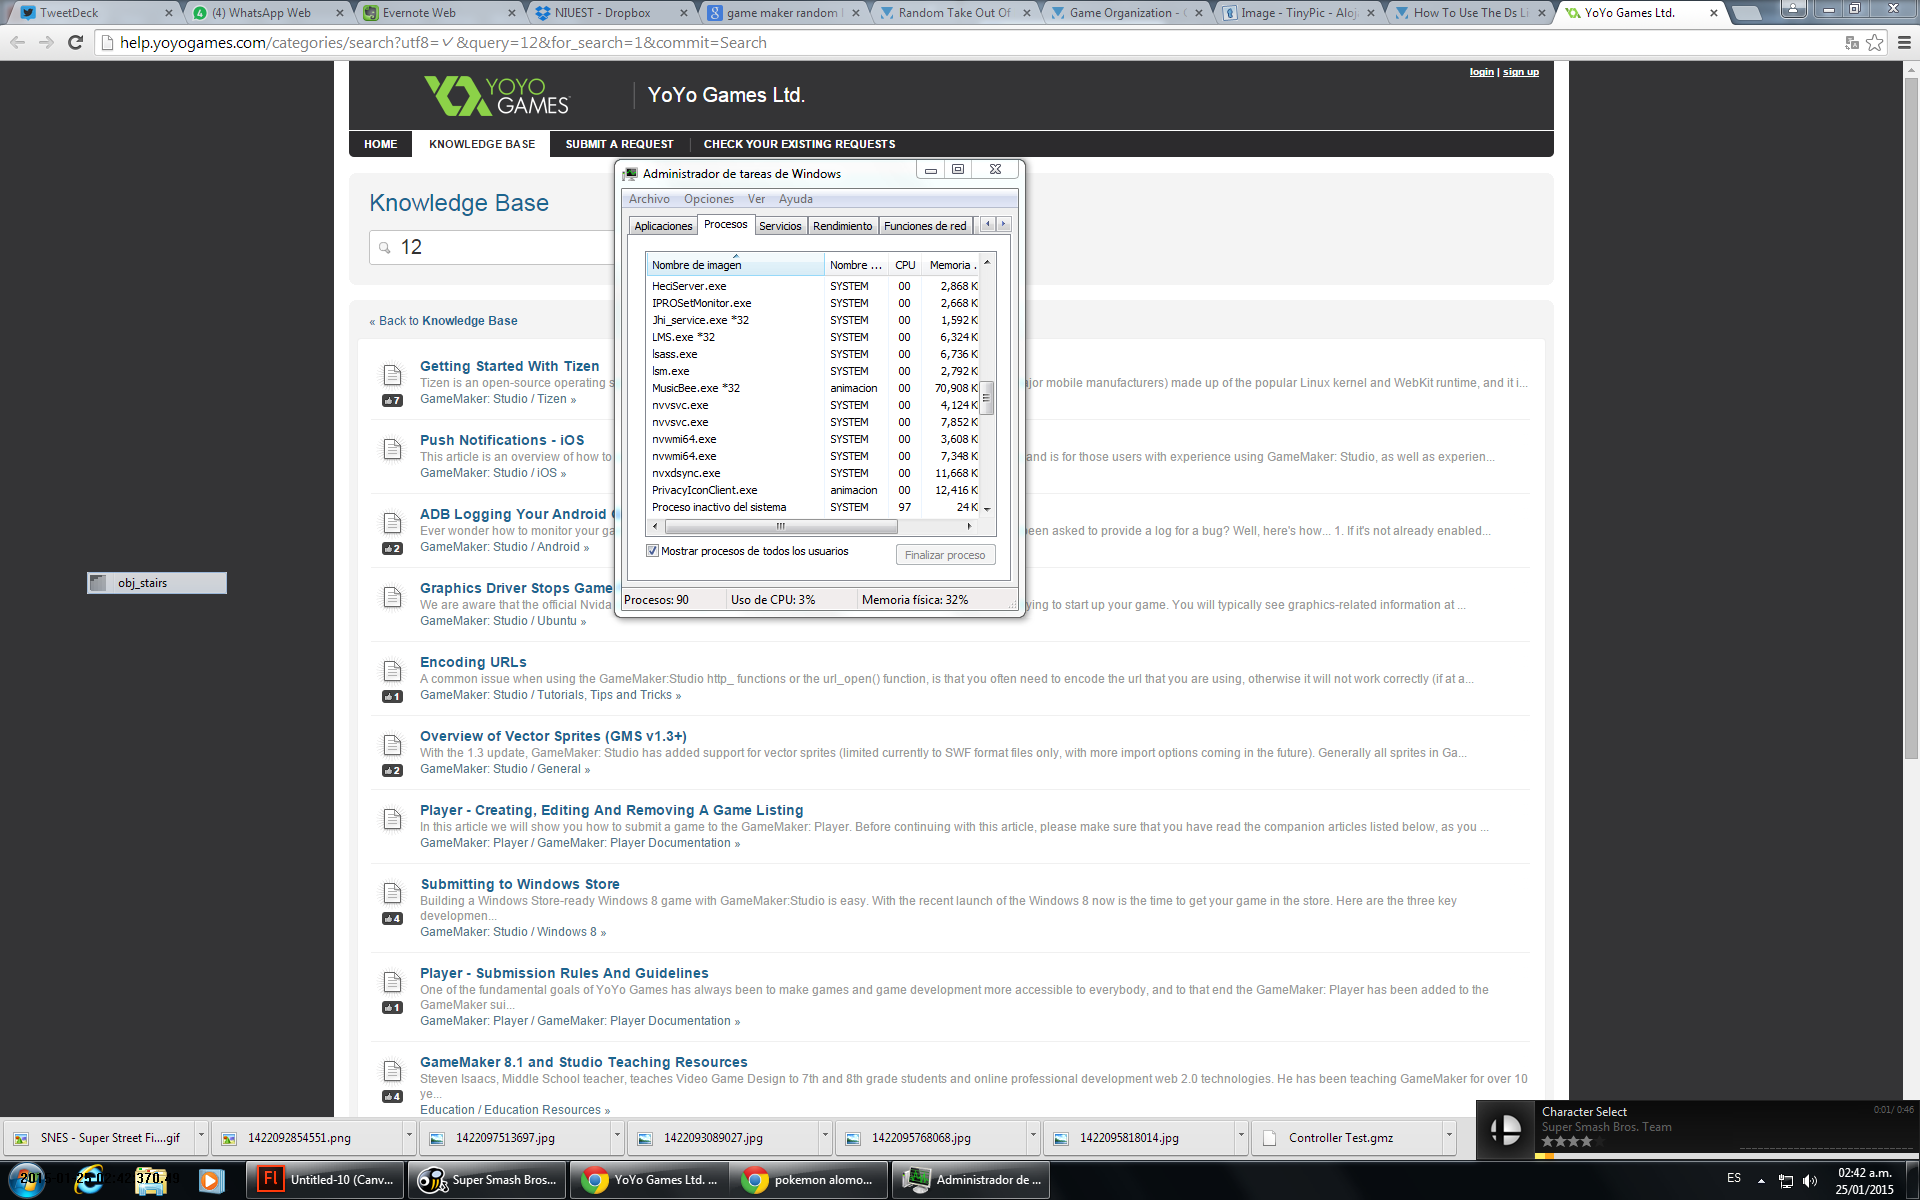 TweetDeck
(4) WhatsApp Web
Evernote Web
NIUEST - Dropbox
game maker random
Random Take Out Of
Game Organization -
Image - TinyPic - Aloj
How To Use The Ds Li
YoYo Games Ltd.
help.yoyogames.com/categories/search?utf8=✓&query=12&for_search=1&commit=Search
login | sign up
YOYO GAMES
YoYo Games Ltd.
HOME
KNOWLEDGE BASE
SUBMIT A REQUEST
CHECK YOUR EXISTING REQUESTS
Knowledge Base
12
« Back to Knowledge Base
Getting Started With Tizen
Tizen is an open-source operating s
jor mobile manufacturers) made up of the popular Linux kernel and WebKit runtime, and it i...
7
GameMaker: Studio / Tizen »
Push Notifications - iOS
This article is an overview of how to
and is for those users with experience using GameMaker: Studio, as well as experien...
GameMaker: Studio / iOS »
ADB Logging Your Android
Ever wonder how to monitor your ga
een asked to provide a log for a bug? Well, here's how... 1. If it's not already enabled...
2
GameMaker: Studio / Android »
Graphics Driver Stops Game
We are aware that the official Nvida
ying to start up your game. You will typically see graphics-related information at ...
GameMaker: Studio / Ubuntu »
Encoding URLs
A common issue when using the GameMaker:Studio http_ functions or the url_open() function, is that you often need to encode the url that you are using, otherwise it will not work correctly (if at a...
1
GameMaker: Studio / Tutorials, Tips and Tricks »
Overview of Vector Sprites (GMS v1.3+)
With the 1.3 update, GameMaker: Studio has added support for vector sprites (limited currently to SWF format files only, with more import options coming in the future). Generally all sprites in Ga...
2
GameMaker: Studio / General »
Player - Creating, Editing And Removing A Game Listing
In this article we will show you how to submit a game to the GameMaker: Player. Before continuing with this article, please make sure that you have read the companion articles listed below, as you ...
GameMaker: Player / GameMaker: Player Documentation »
Submitting to Windows Store
Building a Windows Store-ready Windows 8 game with GameMaker:Studio is easy. With the recent launch of the Windows 8 now is the time to get your game in the store. Here are the three key
developmen...
4
GameMaker: Studio / Windows 8 »
Player - Submission Rules And Guidelines
One of the fundamental goals of YoYo Games has always been to make games and game development more accessible to everybody, and to that end the GameMaker: Player has been added to the
GameMaker sui...
1
GameMaker: Player / GameMaker: Player Documentation »
GameMaker 8.1 and Studio Teaching Resources
Steven Isaacs, Middle School teacher, teaches Video Game Design to 7th and 8th grade students and online professional development web 2.0 technologies. He has been teaching GameMaker for over 10
ye...
4
Education / Education Resources »
obj_stairs
Administrador de tareas de Windows
Archivo Opciones Ver Ayuda
Aplicaciones Procesos Servicios Rendimiento Funciones de red
Nombre de imagen Nombre ... CPU Memoria .
HeciServer.exe SYSTEM 00 2,868 K
IPROSetMonitor.exe SYSTEM 00 2,668 K
Jhi_service.exe *32 SYSTEM 00 1,592 K
LMS.exe *32 SYSTEM 00 6,324 K
lsass.exe SYSTEM 00 6,736 K
lsm.exe SYSTEM 00 2,792 K
MusicBee.exe *32 animacion 00 70,908 K
nvvsvc.exe SYSTEM 00 4,124 K
nvvsvc.exe SYSTEM 00 7,852 K
nvwmi64.exe SYSTEM 00 3,608 K
nvwmi64.exe SYSTEM 00 7,348 K
nvxdsync.exe SYSTEM 00 11,668 K
PrivacyIconClient.exe animacion 00 12,416 K
Proceso inactivo del sistema SYSTEM 97 24 K
Mostrar procesos de todos los usuarios
Finalizar proceso
Procesos: 90 Uso de CPU: 3% Memoria física: 32%
SNES - Super Street Fi....gif
1422092854551.png
1422097513697.jpg
1422093089027.jpg
1422095768068.jpg
1422095818014.jpg
Controller Test.gmz
Character Select
0:01/ 0:46
Super Smash Bros. Team
2015-01-25 02:42 370.49
Untitled-10 (Canv...
Super Smash Bros...
YoYo Games Ltd. ...
pokemon alomo...
Administrador de ...
ES
02:42 a.m.
25/01/2015